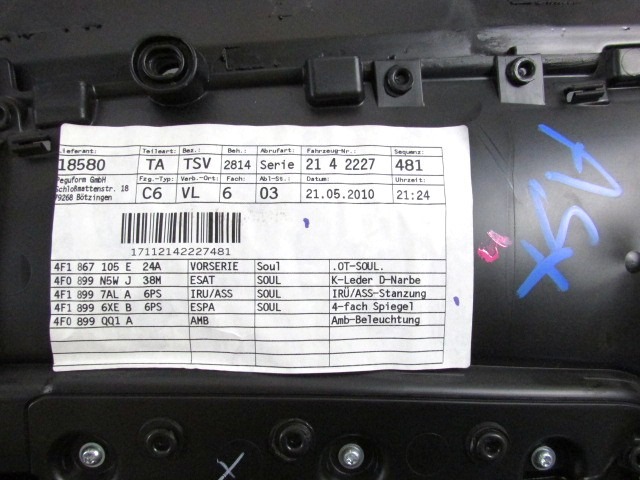 Lieferant: Teileart: Bez.: Beh.: Abrufart: Fahrzeug-Nr.: Sequenz:
18580 TA TSV 2814 Serie 21 4 2227 481
Peguform GmbH
Schloßmattenstr. 18
79268 Bötzingen
Fzg.-Typ: Verb.-Ort: Fach: Abl-St.: Datum: Uhrzeit:
C6 VL 6 03 21.05.2010 21:24
17112142227481
4F1 867 105 E 24A VORSERIE Soul .OT-SOUL.
4F0 899 N5W J 38M ESAT SOUL K-Leder D-Narbe
4F1 899 7AL A 6PS IRU/ASS SOUL IRÜ/ASS-Stanzung
4F1 899 6XE B 6PS ESPA SOUL 4-fach Spiegel
4F0 899 QQ1 A AMB Amb-Beleuchtung